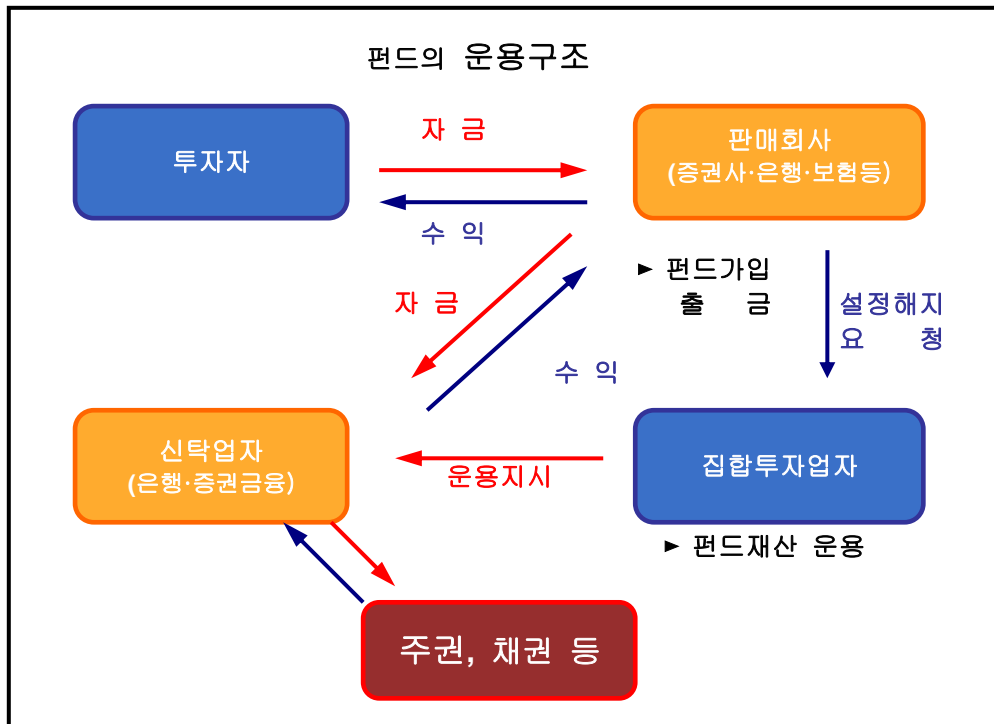 펀드의 운용구조
투자자
자 금
판매회사
(증권사·은행·보험등)
수 익
► 펀드가입
출 금
설정해지
요 청
자 금
수 익
신탁업자
(은행·증권금융)
운용지시
집합투자업자
► 펀드재산 운용
주권, 채권 등